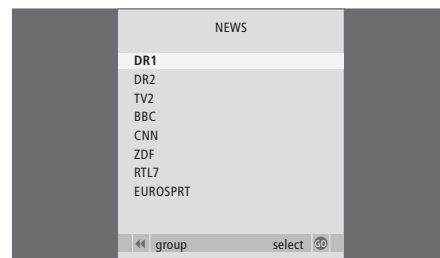 NEWS
DR1
DR2
TV2
BBC
CNN
ZDF
RTL7
EUROSPRT
group select GO